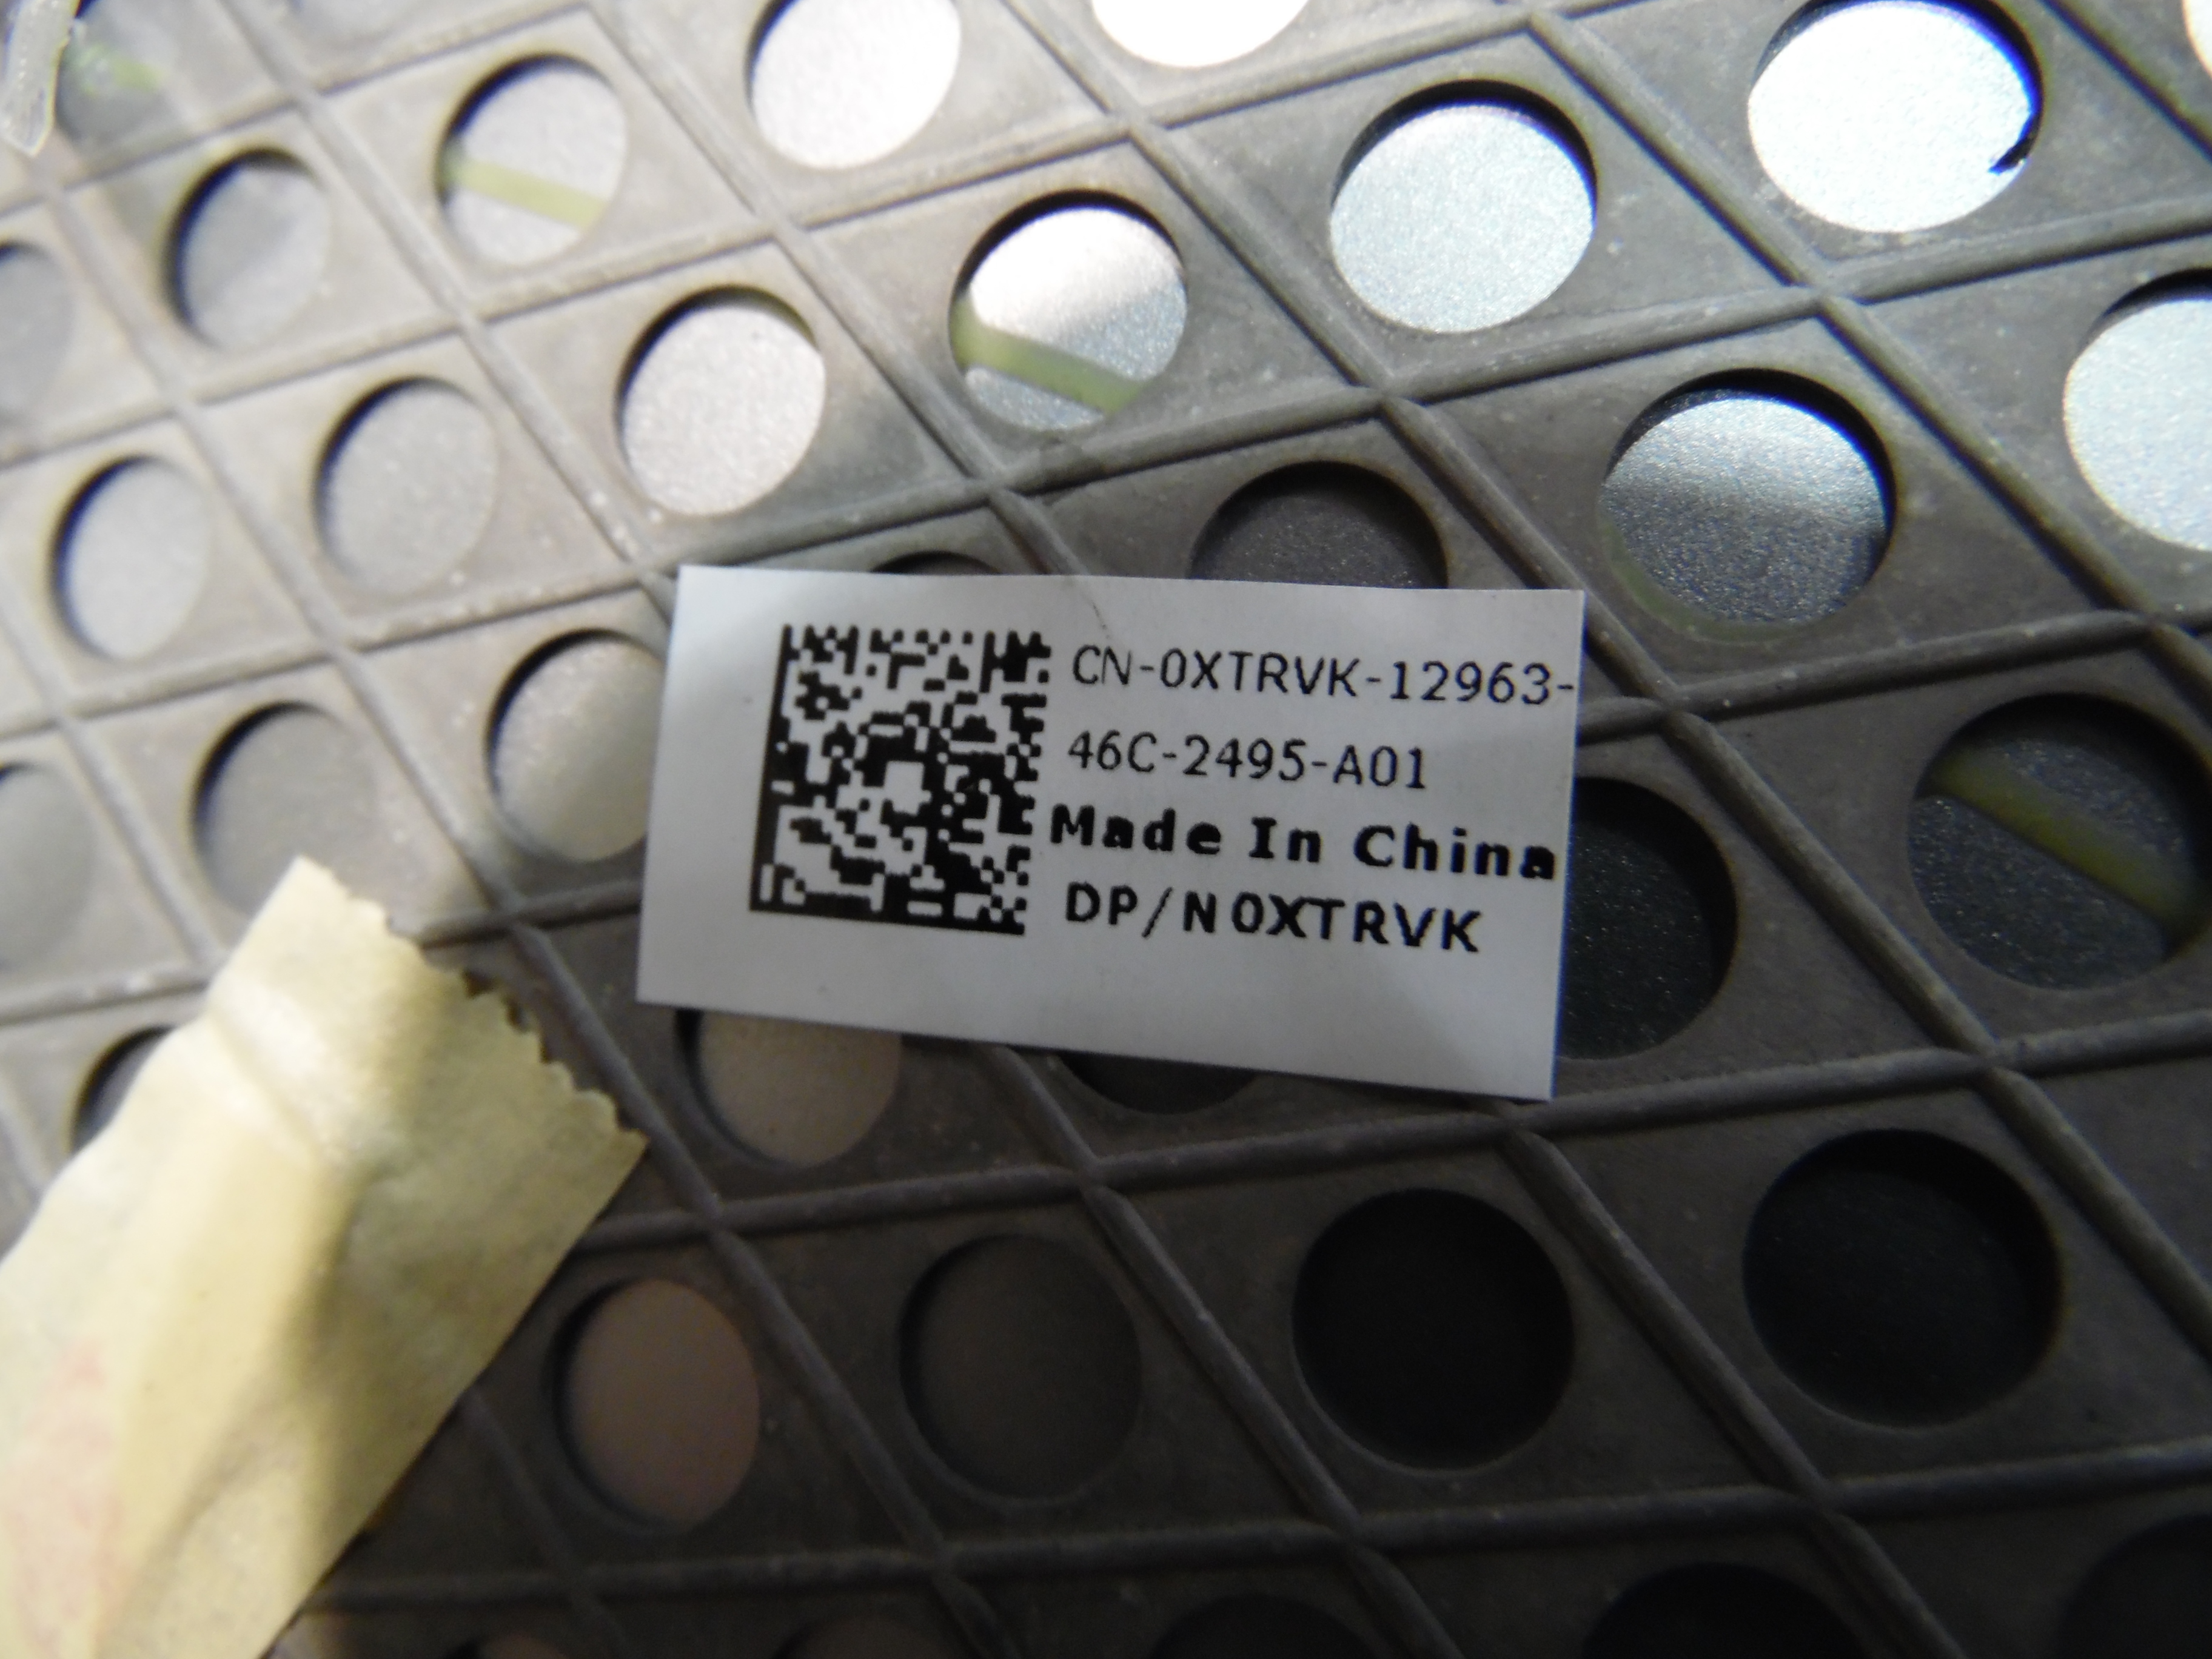 CN-0XTRVK-12963-
46C-2495-A01
Made In China
DP/N 0XTRVK